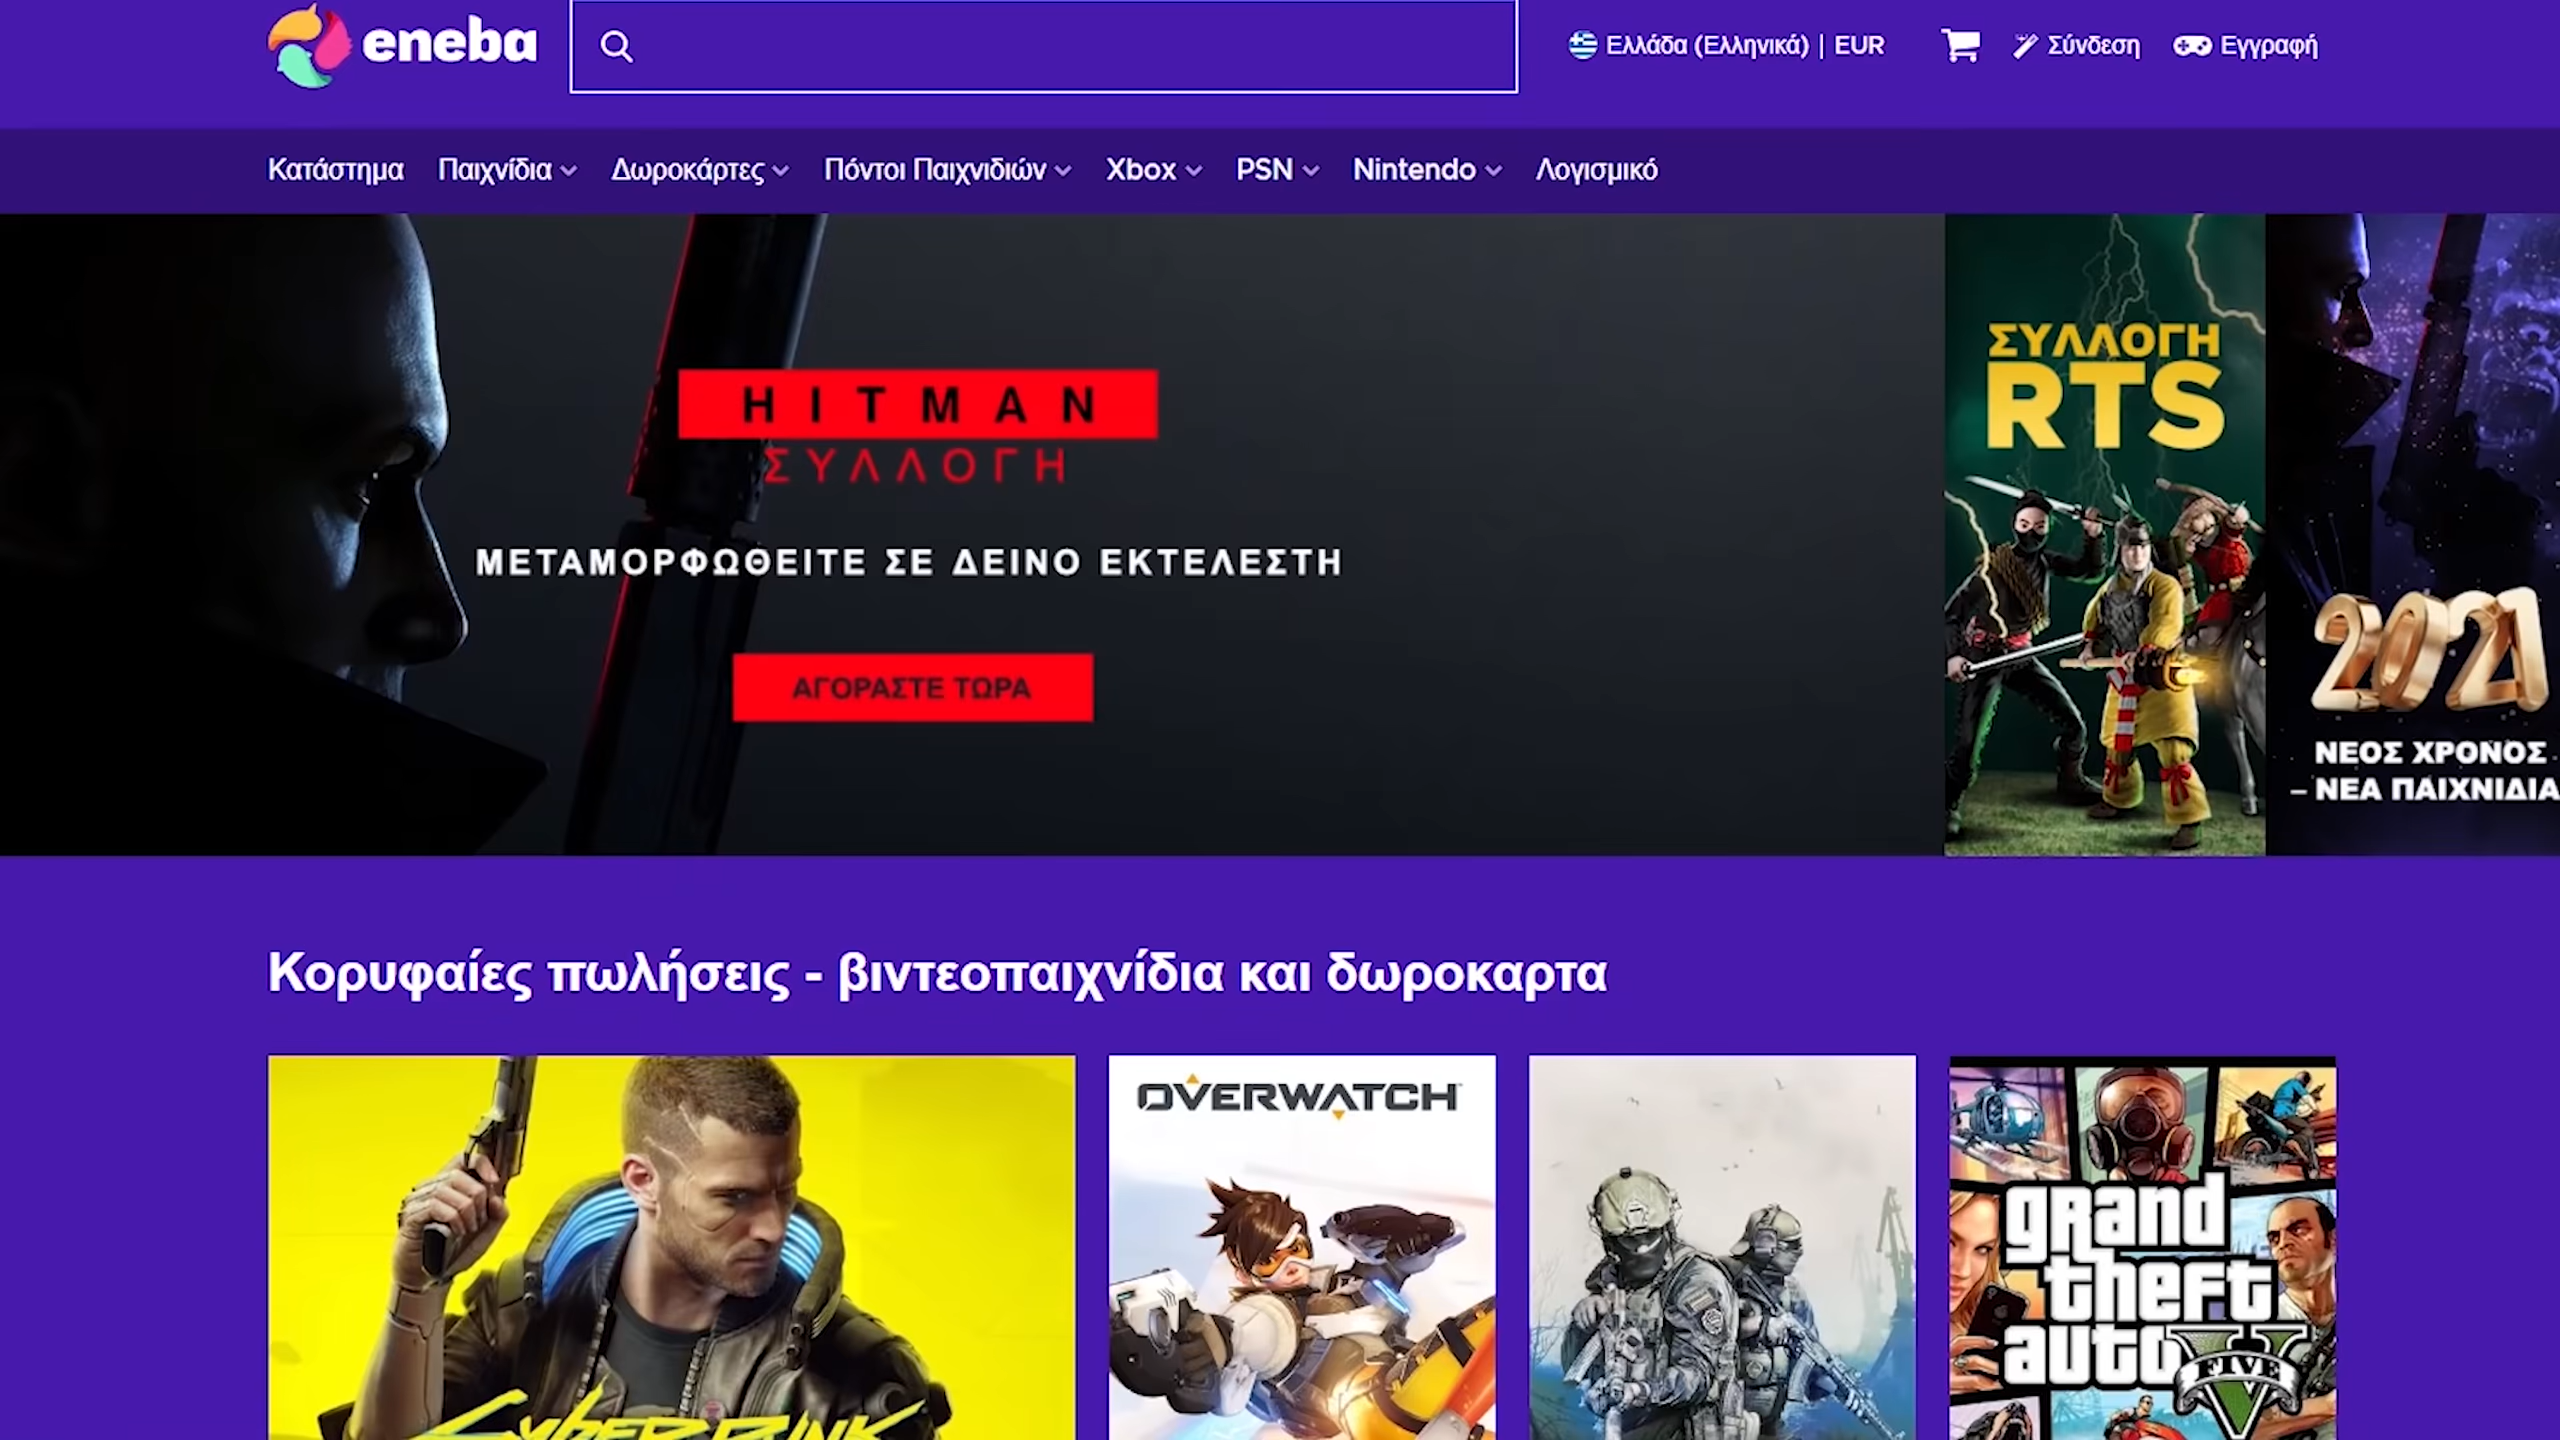 eneba
Ελλάδα (Ελληνικά) | EUR
Σύνδεση
Εγγραφή
Κατάστημα
Παιχνίδια
Δωροκάρτες
Πόντοι Παιχνιδιών
Xbox
PSN
Nintendo
Λογισμικό
HITMAN
ΣΥΛΛΟΓΗ
ΜΕΤΑΜΟΡΦΩΘΕΙΤΕ ΣΕ ΔΕΙΝΟ ΕΚΤΕΛΕΣΤΗ
ΑΓΟΡΑΣΤΕ ΤΩΡΑ
ΣΥΛΛΟΓΗ
RTS
2021
ΝΕΟΣ ΧΡΟΝΟΣ
– ΝΕΑ ΠΑΙΧΝΙΔΙΑ
Κορυφαίες πωλήσεις - βιντεοπαιχνίδια και δωροκαρτα
CYBERPUNK
OVERWATCH
grand
theft
auto V
FIVE